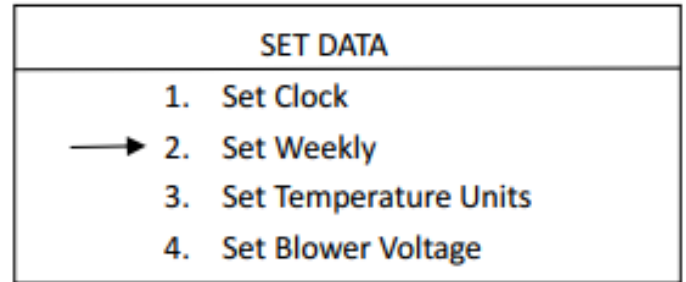 SET DATA
1. Set Clock
2. Set Weekly
3. Set Temperature Units
4. Set Blower Voltage